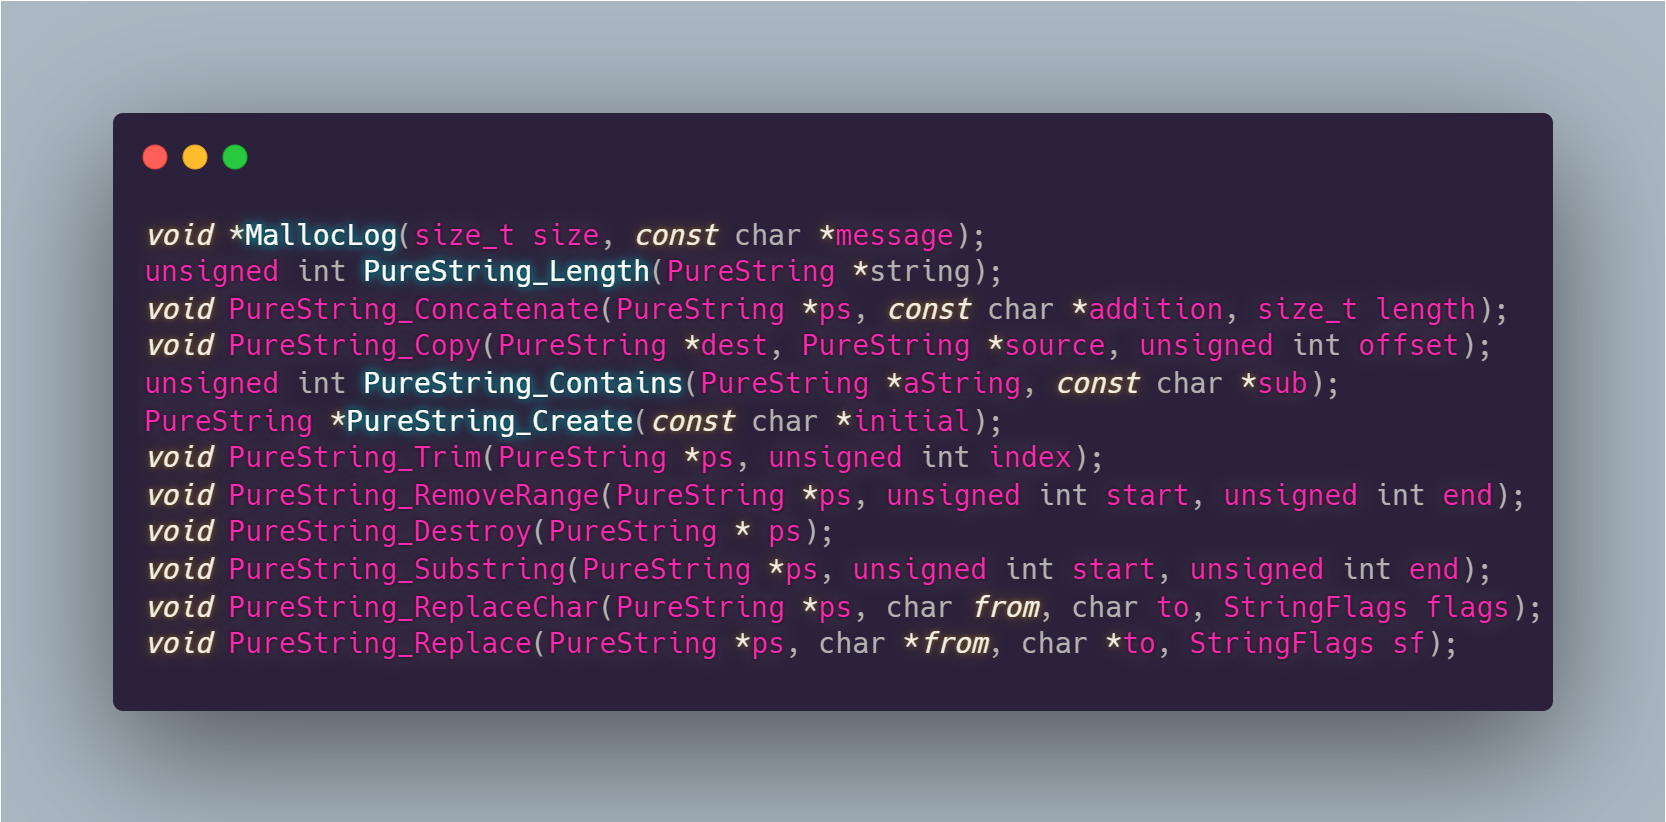 void *MallocLog(size_t size, const char *message);
unsigned int PureString_Length(PureString *string);
void PureString_Concatenate(PureString *ps, const char *addition, size_t length);
void PureString_Copy(PureString *dest, PureString *source, unsigned int offset);
unsigned int PureString_Contains(PureString *aString, const char *sub);
PureString *PureString_Create(const char *initial);
void PureString_Trim(PureString *ps, unsigned int index);
void PureString_RemoveRange(PureString *ps, unsigned int start, unsigned int end);
void PureString_Destroy(PureString * ps);
void PureString_Substring(PureString *ps, unsigned int start, unsigned int end);
void PureString_ReplaceChar(PureString *ps, char from, char to, StringFlags flags);
void PureString_Replace(PureString *ps, char *from, char *to, StringFlags sf);